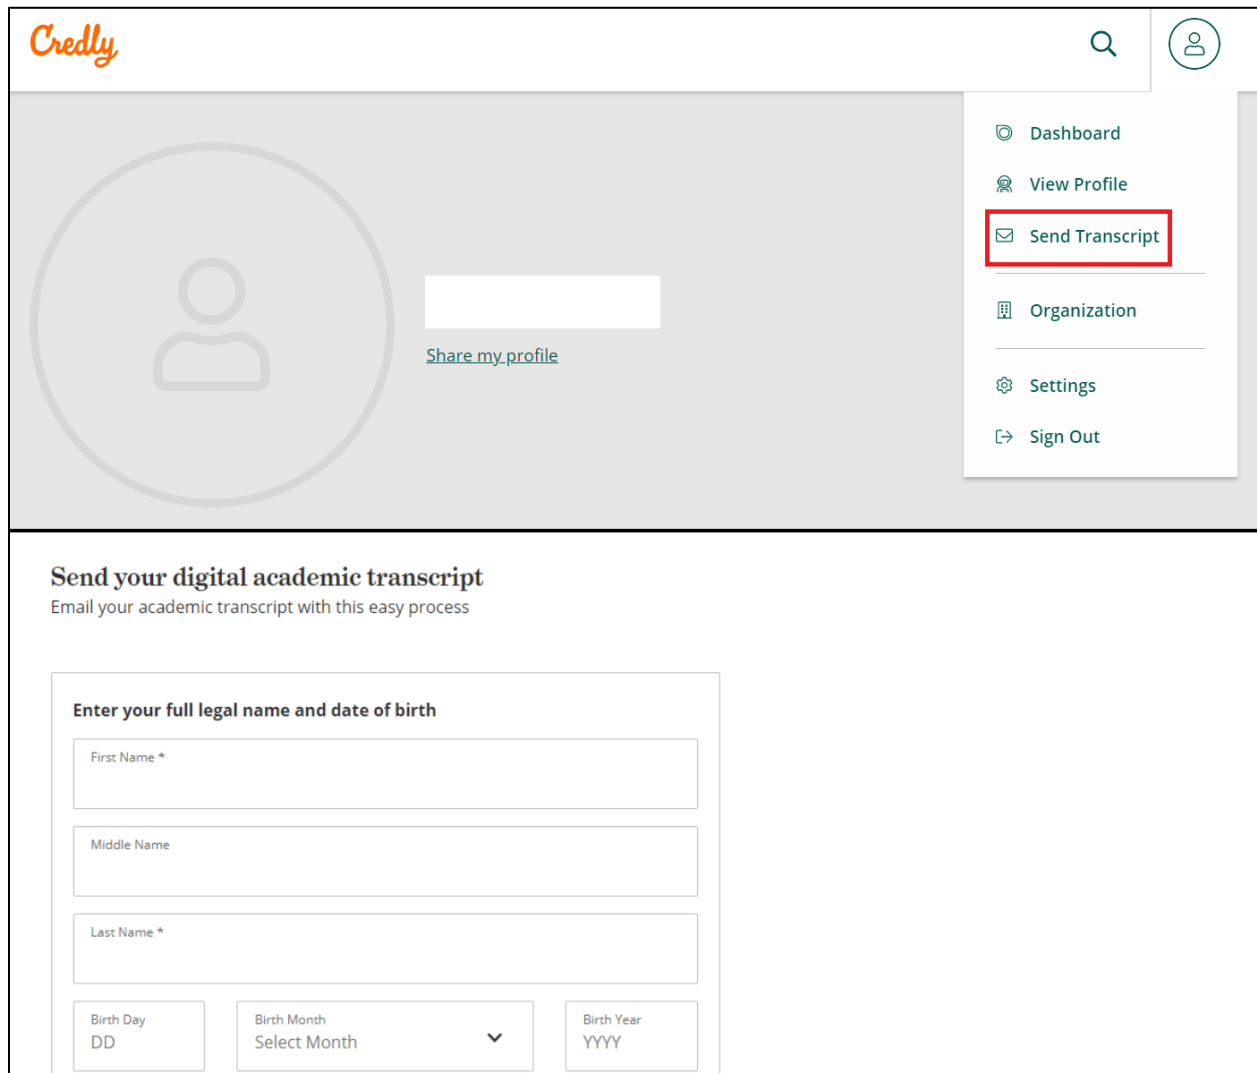 Credly
Dashboard
View Profile
Send Transcript
Organization
Share my profile
Settings
Sign Out
Send your digital academic transcript
Email your academic transcript with this easy process
Enter your full legal name and date of birth
First Name *
Middle Name
Last Name *
Birth Day
DD
Birth Month
Select Month
Birth Year
YYYY